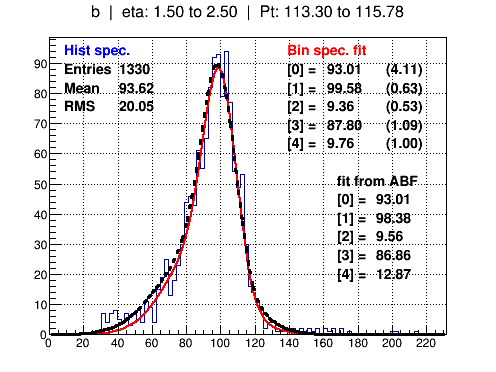 b | eta: 1.50 to 2.50 | Pt: 113.30 to 115.78
Hist spec.
Entries 1330
Mean 93.62
RMS 20.05
Bin spec. fit
[0] = 93.01 (4.11)
[1] = 99.58 (0.63)
[2] = 9.36 (0.53)
[3] = 87.80 (1.09)
[4] = 9.76 (1.00)
fit from ABF
[0] = 93.01
[1] = 98.38
[2] = 9.56
[3] = 86.86
[4] = 12.87
90
80
70
60
50
40
30
20
10
0
0 20 40 60 80 100 120 140 160 180 200 220